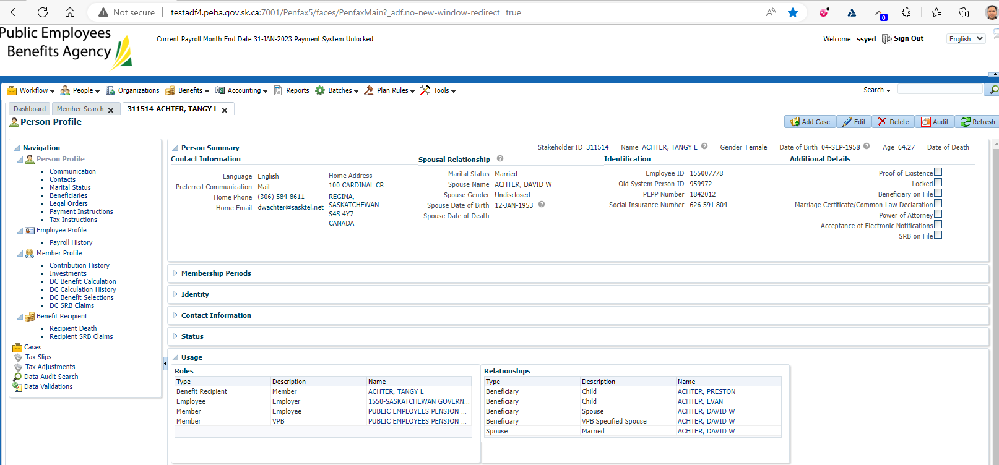 Not secure | testadf4.peba.gov.sk.ca:7001/Penfax5/faces/PenfaxMain?_adf.no-new-window-redirect=true
0
Public Employees
Benefits Agency
Current Payroll Month End Date 31-JAN-2023 Payment System Unlocked
Welcome ssyed Sign Out English
Workflow People Organizations Benefits Accounting Reports Batches Plan Rules Tools Search
Dashboard Member Search 311514-ACHTER, TANGY L
Person Profile
Add Case Edit Delete Audit Refresh
Navigation
Person Profile
Communication
Contacts
Marital Status
Beneficiaries
Legal Orders
Payment Instructions
Tax Instructions
Employee Profile
Payroll History
Member Profile
Contribution History
Investments
DC Benefit Calculation
DC Calculation History
DC Benefit Selections
DC SRB Claims
Benefit Recipient
Recipient Death
Recipient SRB Claims
Cases
Tax Slips
Tax Adjustments
Data Audit Search
Data Validations
Person Summary
Stakeholder ID 311514 Name ACHTER, TANGY L Gender Female Date of Birth 04-SEP-1958 Age 64.27 Date of Death
Contact Information
Language English
Preferred Communication Mail
Home Phone (306) 584-8611
Home Email dwachter@sasktel.net
Home Address
100 CARDINAL CR
REGINA,
SASKATCHEWAN
S4S 4Y7
CANADA
Spousal Relationship
Marital Status Married
Spouse Name ACHTER, DAVID W
Spouse Gender Undisclosed
Spouse Date of Birth 12-JAN-1953
Spouse Date of Death
Identification
Employee ID 155007778
Old System Person ID 959972
PEPP Number 1842012
Social Insurance Number 626 591 804
Additional Details
Proof of Existence
Locked
Beneficiary on File
Marriage Certificate/Common-Law Declaration
Power of Attorney
Acceptance of Electronic Notifications
SRB on File
Membership Periods
Identity
Contact Information
Status
Usage
Roles
Type Description Name
Benefit Recipient Member ACHTER, TANGY L
Employee Employer 1550-SASKATCHEWAN GOVERN...
Member Employee PUBLIC EMPLOYEES PENSION ...
Member VPB PUBLIC EMPLOYEES PENSION ...
Relationships
Type Description Name
Beneficiary Child ACHTER, PRESTON
Beneficiary Child ACHTER, EVAN
Beneficiary Spouse ACHTER, DAVID W
Beneficiary VPB Specified Spouse ACHTER, DAVID W
Spouse Married ACHTER, DAVID W